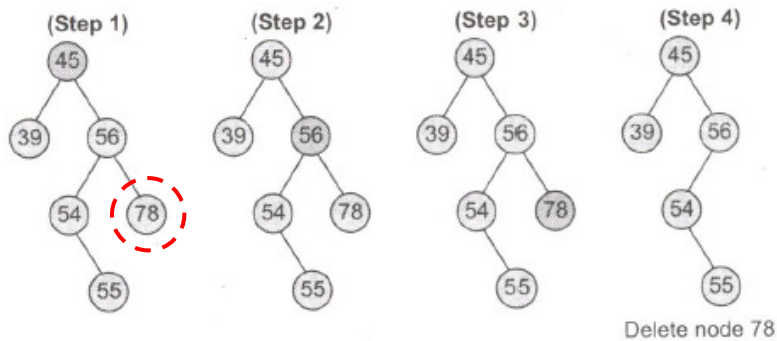 (Step 1) (Step 2) (Step 3) (Step 4)
45 45 45 45
39 56 39 56 39 56 39 56
54 78 54 78 54 78 54
55 55 55 55
Delete node 78